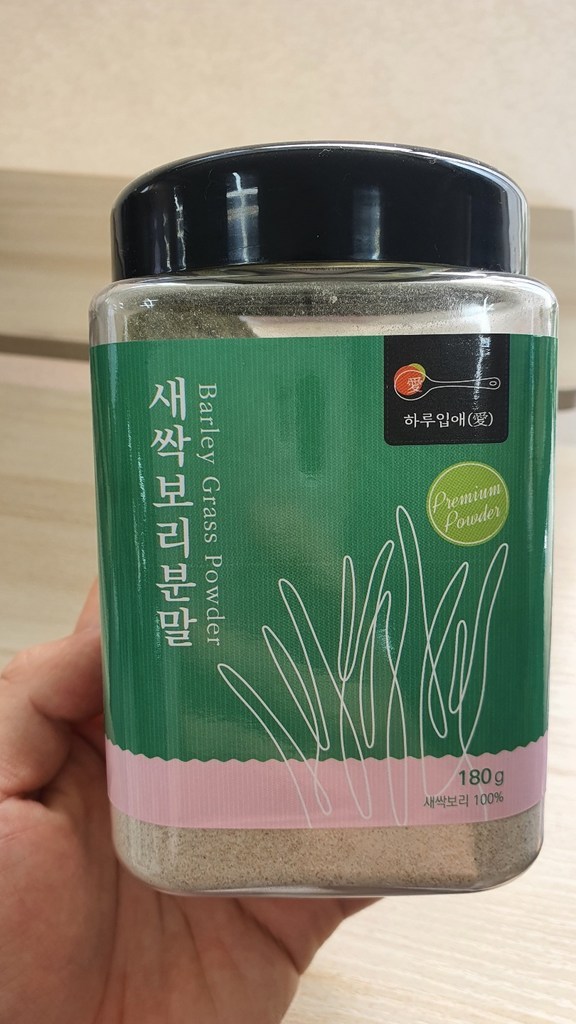 愛
하루입애(愛)
새싹보리분말
Barley Grass Powder
Premium
Powder
180g
새싹보리 100%